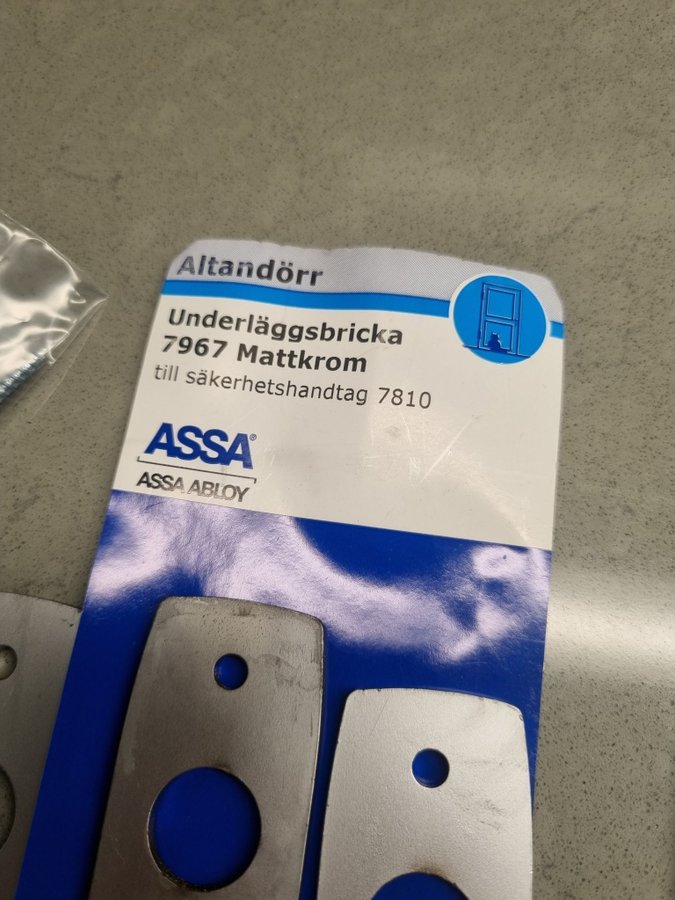 Altandörr
Underläggsbricka
7967 Mattkrom
till säkerhetshandtag 7810
ASSA®
ASSA ABLOY